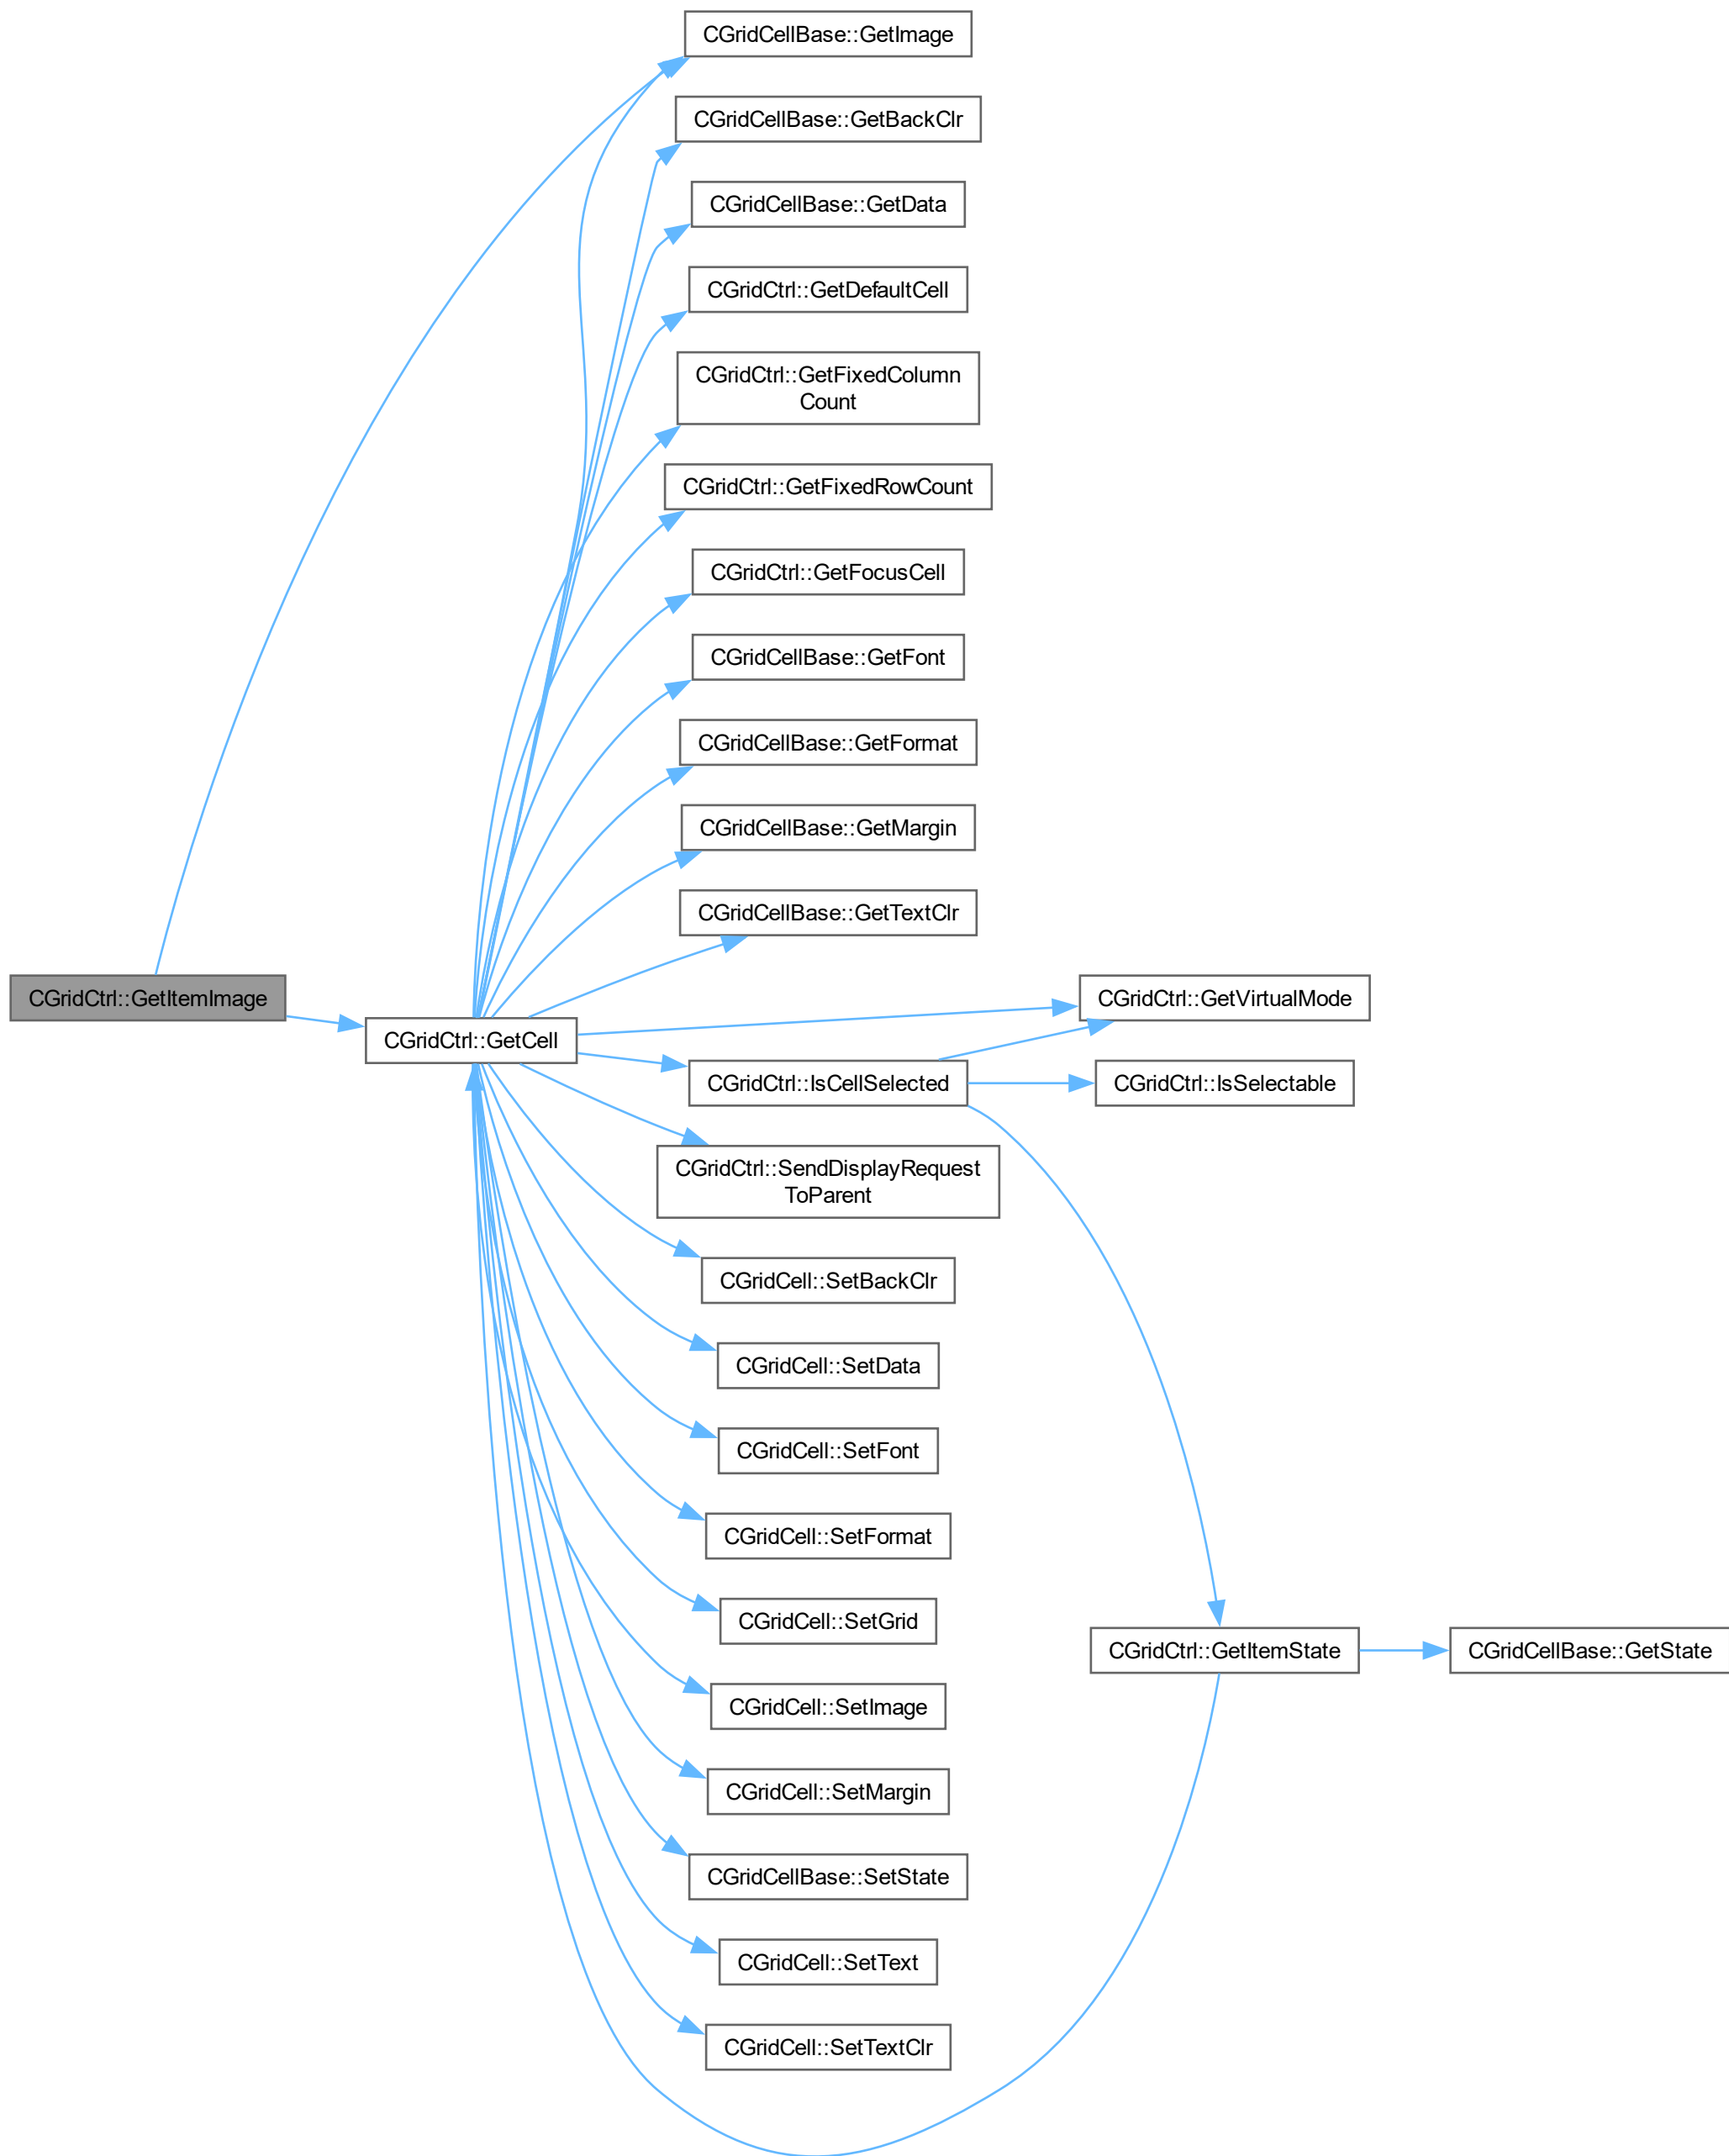 CGridCellBase::GetImage
CGridCellBase::GetBackClr
CGridCellBase::GetData
CGridCtrl::GetDefaultCell
CGridCtrl::GetFixedColumn
Count
CGridCtrl::GetFixedRowCount
CGridCtrl::GetFocusCell
CGridCellBase::GetFont
CGridCellBase::GetFormat
CGridCellBase::GetMargin
CGridCellBase::GetTextClr
CGridCtrl::GetItemImage
CGridCtrl::GetVirtualMode
CGridCtrl::GetCell
CGridCtrl::IsCellSelected
CGridCtrl::IsSelectable
CGridCtrl::SendDisplayRequest
ToParent
CGridCell::SetBackClr
CGridCell::SetData
CGridCell::SetFont
CGridCell::SetFormat
CGridCell::SetGrid
CGridCtrl::GetItemState
CGridCellBase::GetState
CGridCell::SetImage
CGridCell::SetMargin
CGridCellBase::SetState
CGridCell::SetText
CGridCell::SetTextClr